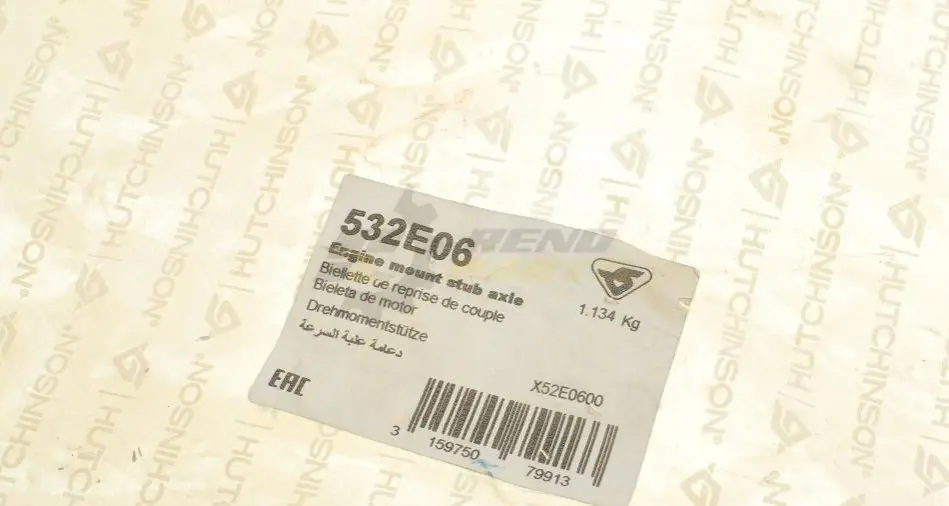 HUTCHINSON
532E06
Engine mount stub axle
Biellette de reprise de couple
Bieleta de motor
Drehmomentstütze
دعامة علبة السرعة
1.134 Kg
X52E0600
EAC
3 159750 79913